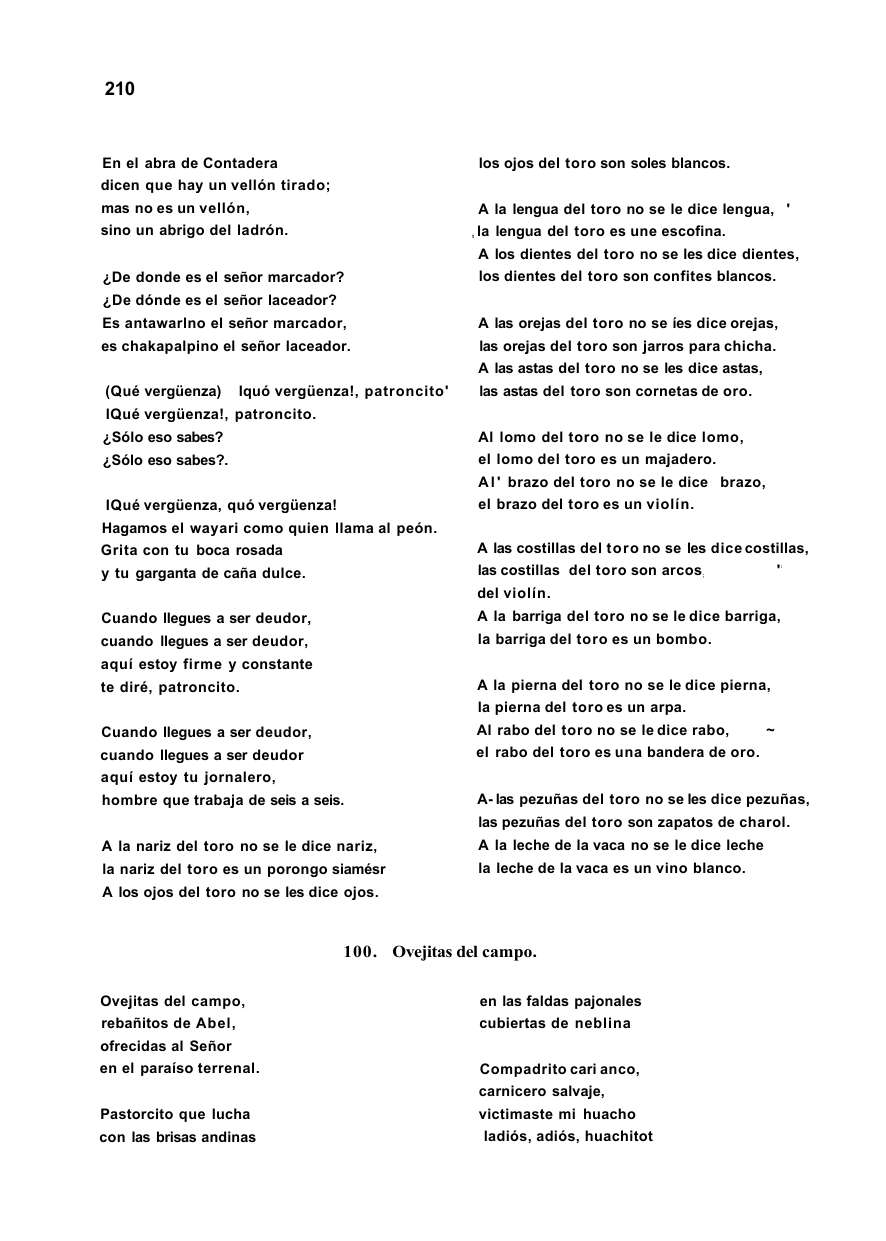 210
En el abra de Contadera
dicen que hay un vellón tirado;
mas no es un vellón,
sino un abrigo del ladrón.
¿De donde es el señor marcador?
¿De dónde es el señor laceador?
Es antawarlno el señor marcador,
es chakapalpino el señor laceador.
(Qué vergüenza) Iquó vergüenza!, patroncito'
IQué vergüenza!, patroncito.
¿Sólo eso sabes?
¿Sólo eso sabes?.
IQué vergüenza, quó vergüenza!
Hagamos el wayari como quien llama al peón.
Grita con tu boca rosada
y tu garganta de caña dulce.
Cuando llegues a ser deudor,
cuando llegues a ser deudor,
aquí estoy firme y constante
te diré, patroncito.
Cuando llegues a ser deudor,
cuando llegues a ser deudor
aquí estoy tu jornalero,
hombre que trabaja de seis a seis.
A la nariz del toro no se le dice nariz,
la nariz del toro es un porongo siamésr
A los ojos del toro no se les dice ojos.
los ojos del toro son soles blancos.
A la lengua del toro no se le dice lengua, '
, la lengua del toro es une escofina.
A los dientes del toro no se les dice dientes,
los dientes del toro son confites blancos.
A las orejas del toro no se íes dice orejas,
las orejas del toro son jarros para chicha.
A las astas del toro no se les dice astas,
las astas del toro son cornetas de oro.
Al lomo del toro no se le dice lomo,
el lomo del toro es un majadero.
Al' brazo del toro no se le dice brazo,
el brazo del toro es un violín.
A las costillas del toro no se les dice costillas,
las costillas del toro son arcos; '
del violín.
A la barriga del toro no se le dice barriga,
la barriga del toro es un bombo.
A la pierna del toro no se le dice pierna,
la pierna del toro es un arpa.
Al rabo del toro no se le dice rabo, ~
el rabo del toro es una bandera de oro.
A- las pezuñas del toro no se les dice pezuñas,
las pezuñas del toro son zapatos de charol.
A la leche de la vaca no se le dice leche
la leche de la vaca es un vino blanco.
100. Ovejitas del campo.
Ovejitas del campo,
rebañitos de Abel,
ofrecidas al Señor
en el paraíso terrenal.
Pastorcito que lucha
con las brisas andinas
en las faldas pajonales
cubiertas de neblina
Compadrito cari anco,
carnicero salvaje,
victimaste mi huacho
ladiós, adiós, huachitot